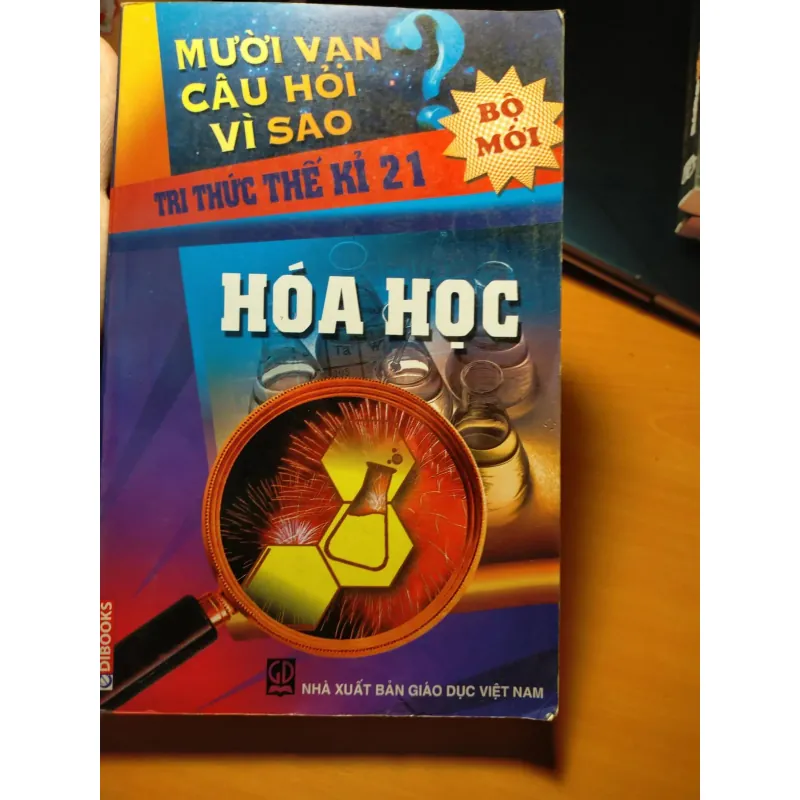 MƯỜI VẠN
CÂU HỎI
VÌ SAO
?
BỘ
MỚI
TRI THỨC THẾ KỈ 21
HÓA HỌC
Ta W
DIBOOKS
GD
NHÀ XUẤT BẢN GIÁO DỤC VIỆT NAM